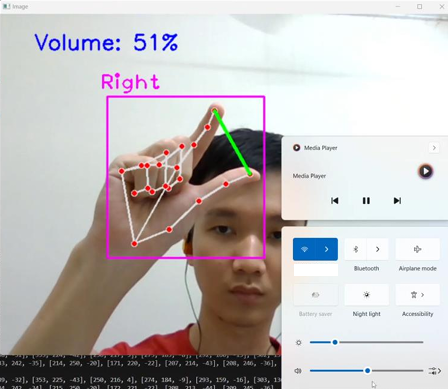 Image
Volume: 51%
Right
Media Player
Media Player
Bluetooth
Airplane mode
Battery saver
Night light
Accessibility